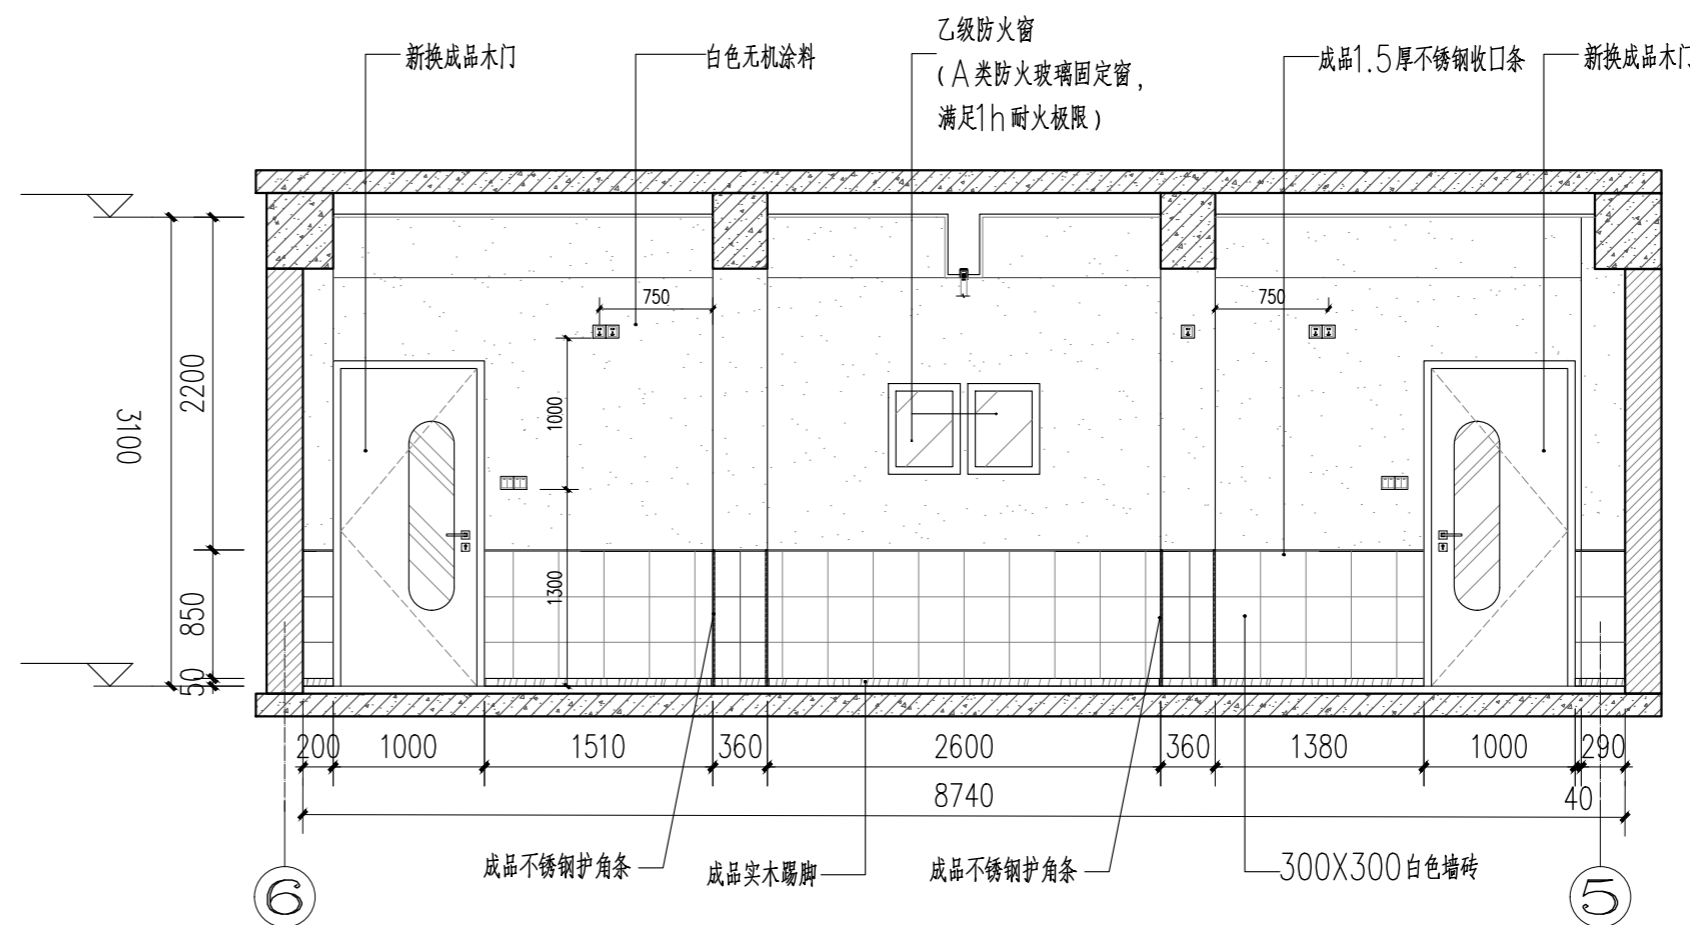 乙级防火窗
新换成品木门
白色无机涂料
(A类防火玻璃固定窗,
成品1.5厚不锈钢收口条
新换成品木门
满足1h耐火极限)
750
750
2200
1000
3100
1300
850
50
200
1000
1510
360
2600
360
1380
1000
290
8740
40
成品不锈钢护角条
成品实木踢脚
成品不锈钢护角条
300X300白色墙砖
6
5